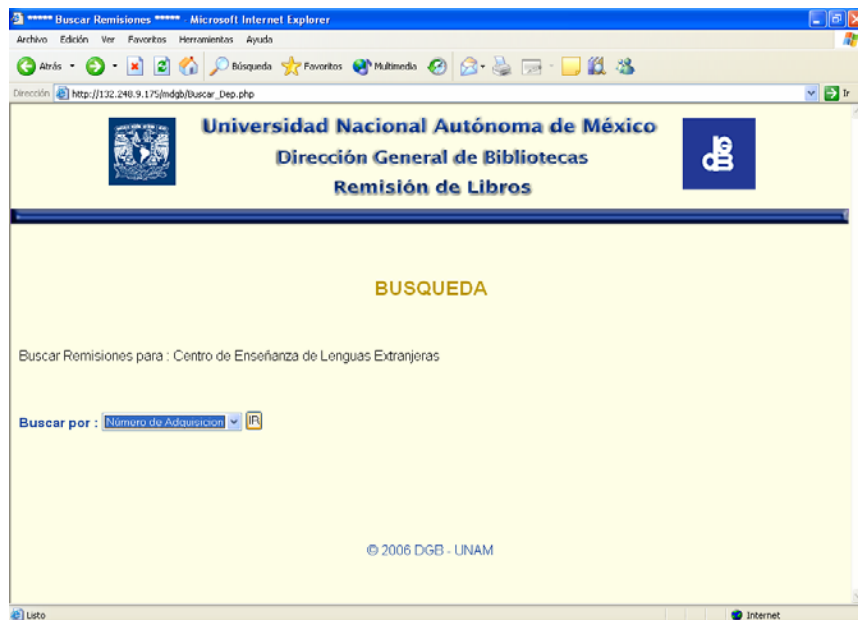 ***** Buscar Remisiones ***** - Microsoft Internet Explorer
Archivo Edición Ver Favoritos Herramientas Ayuda
Atrás Búsqueda Favoritos Multimedia
Dirección http://132.248.9.175/mdgb/Buscar_Dep.php Ir
Universidad Nacional Autónoma de México
Dirección General de Bibliotecas
Remisión de Libros
BUSQUEDA
Buscar Remisiones para : Centro de Enseñanza de Lenguas Extranjeras
Buscar por : Número de Adquisicion IR
© 2006 DGB - UNAM
Listo Internet